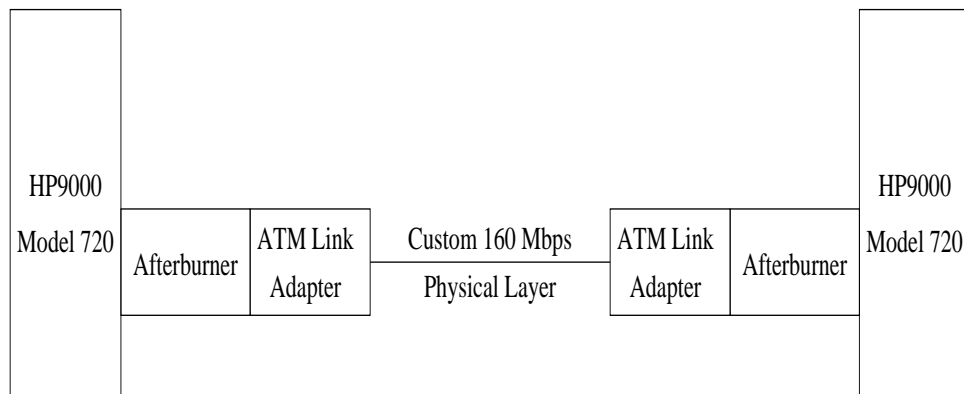 HP9000
Model 720
Afterburner
ATM Link
Adapter
Custom 160 Mbps
Physical Layer
ATM Link
Adapter
Afterburner
HP9000
Model 720